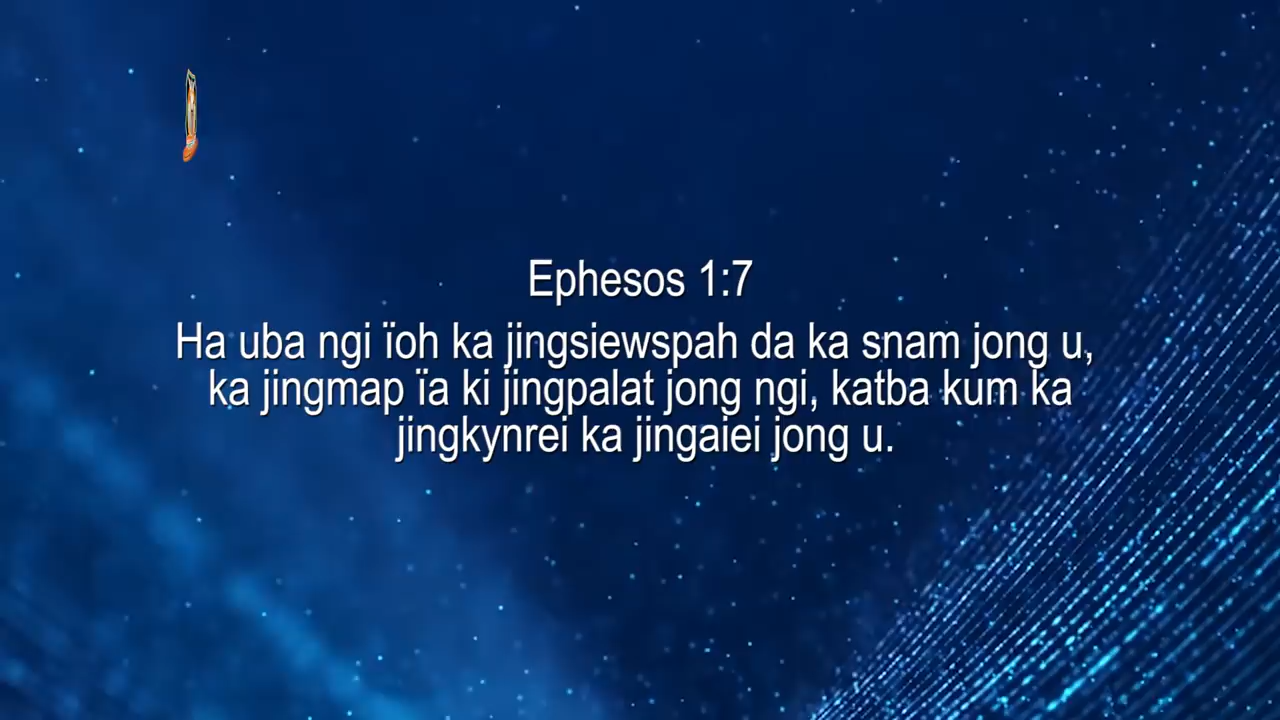 Ephesos 1:7
Ha uba ngi ïoh ka jingsiewspah da ka snam jong u,
ka jingmap ïa ki jingpalat jong ngi, katba kum ka
jingkynrei ka jingaiei jong u.